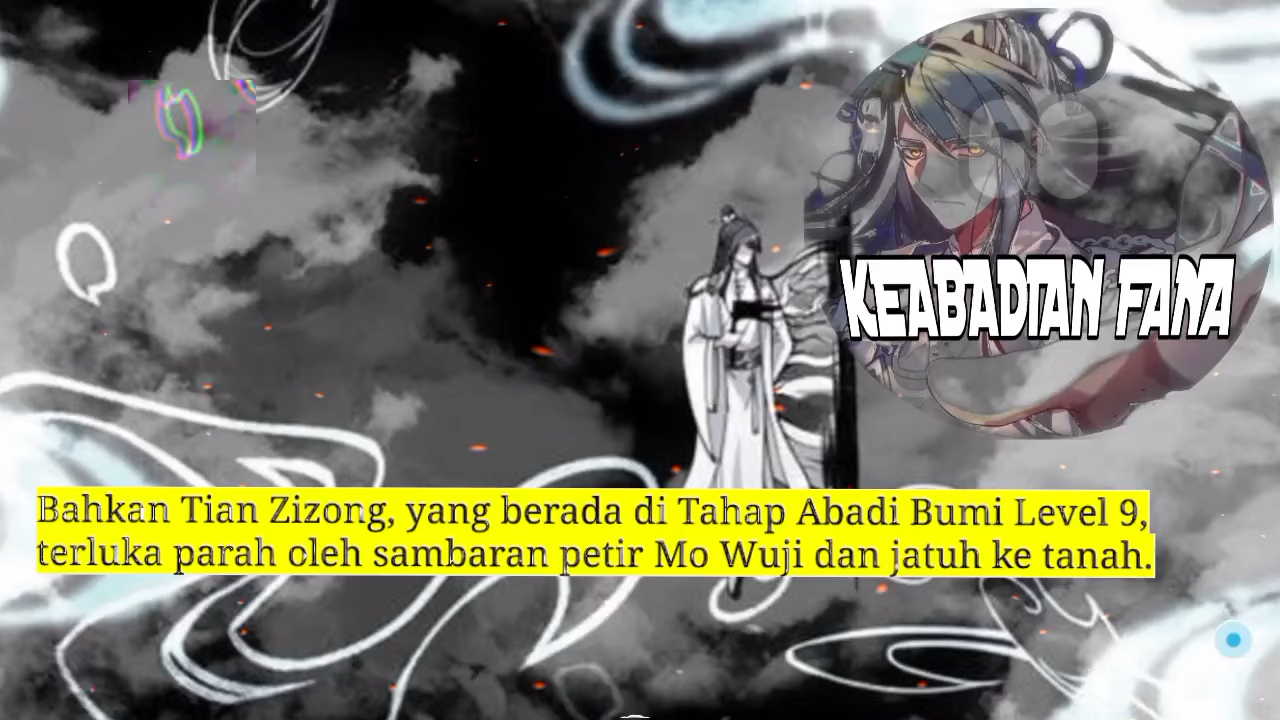 KEABADIAN FANA
Bahkan Tian Zizong, yang berada di Tahap Abadi Bumi Level 9,
terluka parah oleh sambaran petir Mo Wuji dan jatuh ke tanah.